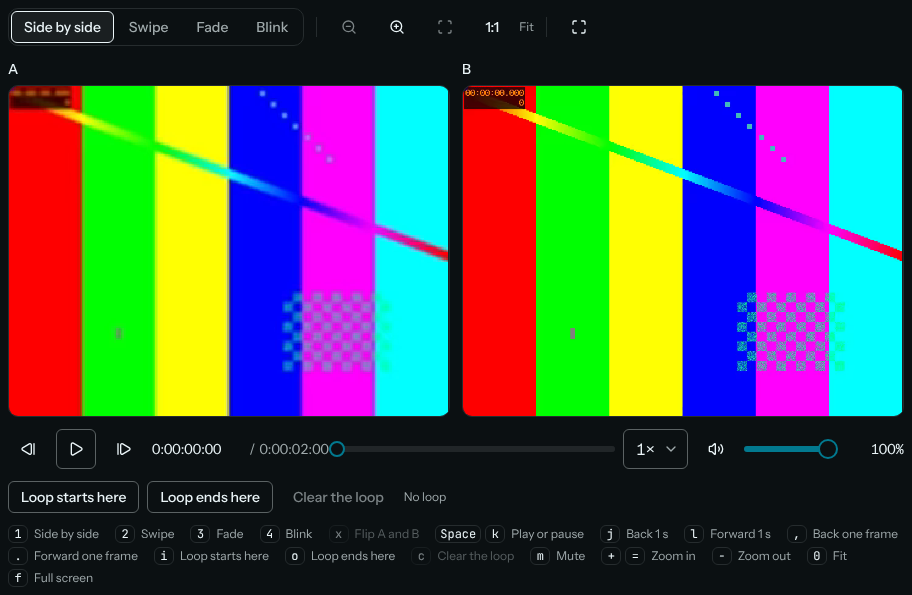 Side by side Swipe Fade Blink 1:1 Fit
A B
00:00:00.000
0
0:00:00:00 / 0:00:02:00 1× 100%
Loop starts here Loop ends here Clear the loop No loop
1 Side by side 2 Swipe 3 Fade 4 Blink x Flip A and B Space k Play or pause j Back 1 s l Forward 1 s , Back one frame
. Forward one frame i Loop starts here o Loop ends here c Clear the loop m Mute + = Zoom in - Zoom out 0 Fit
f Full screen